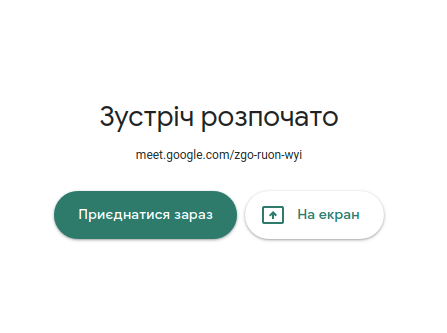 Зустріч розпочато
meet.google.com/zgo-ruon-wyi
Приєднатися зараз
На екран